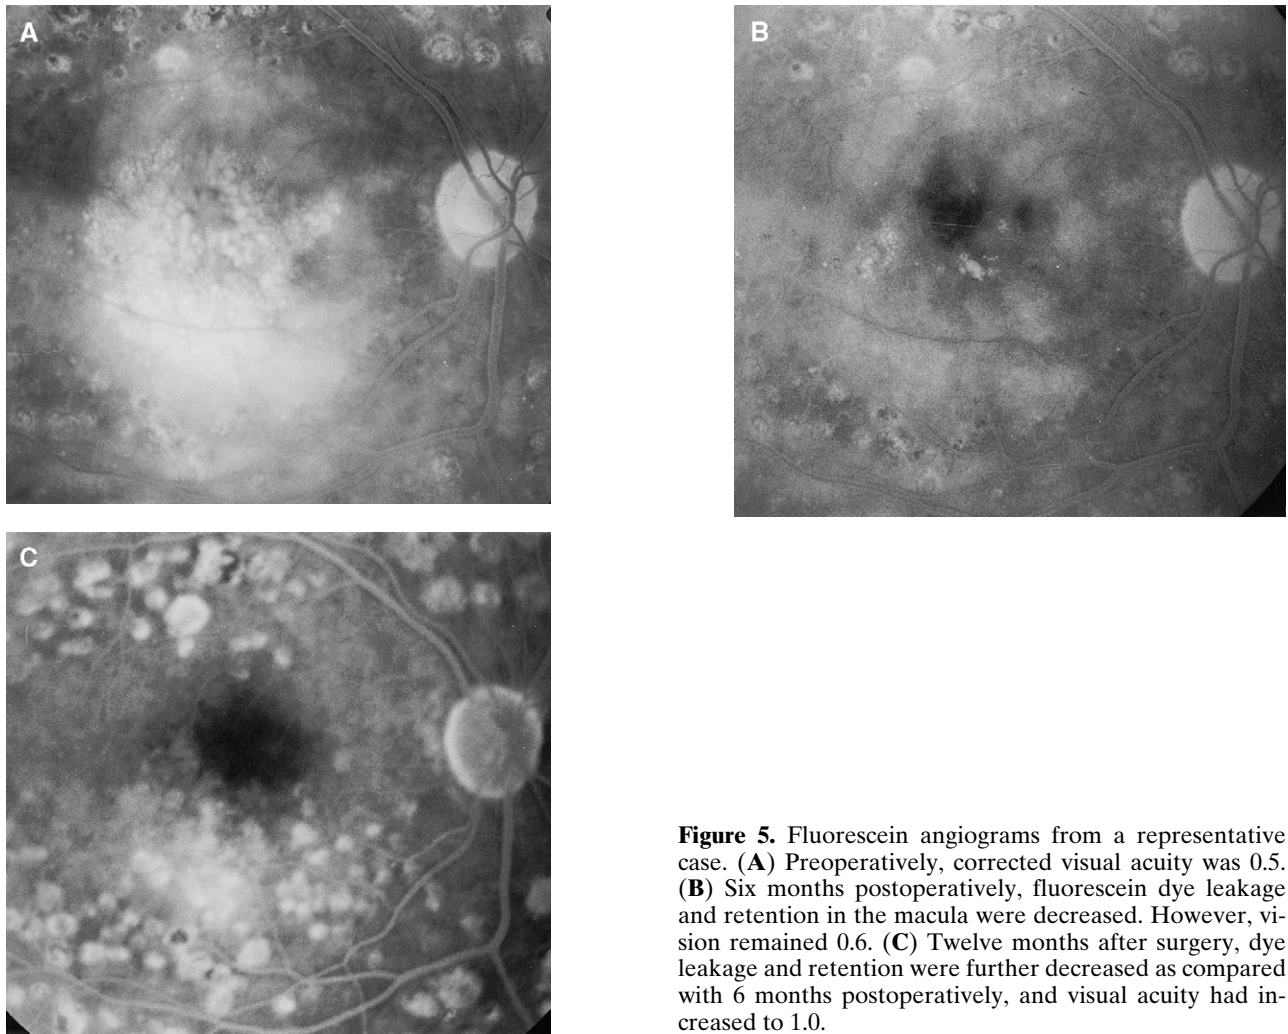 A
B
C
Figure 5. Fluorescein angiograms from a representative
case. (A) Preoperatively, corrected visual acuity was 0.5.
(B) Six months postoperatively, fluorescein dye leakage
and retention in the macula were decreased. However, vi-
sion remained 0.6. (C) Twelve months after surgery, dye
leakage and retention were further decreased as compared
with 6 months postoperatively, and visual acuity had in-
creased to 1.0.